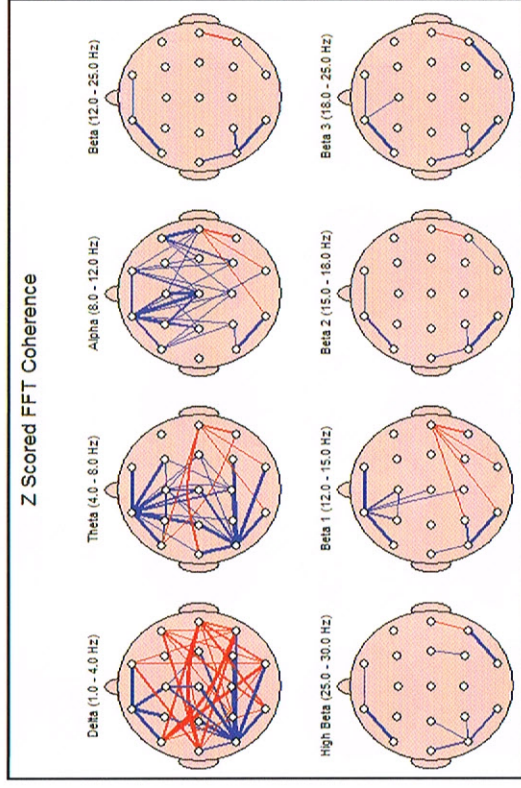 Z Scored FFT Coherence
Delta (1.0 - 4.0 Hz)
Theta (4.0 - 8.0 Hz)
Alpha (8.0 - 12.0 Hz)
Beta (12.0 - 25.0 Hz)
High Beta (25.0 - 30.0 Hz)
Beta 1 (12.0 - 15.0 Hz)
Beta 2 (15.0 - 18.0 Hz)
Beta 3 (18.0 - 25.0 Hz)